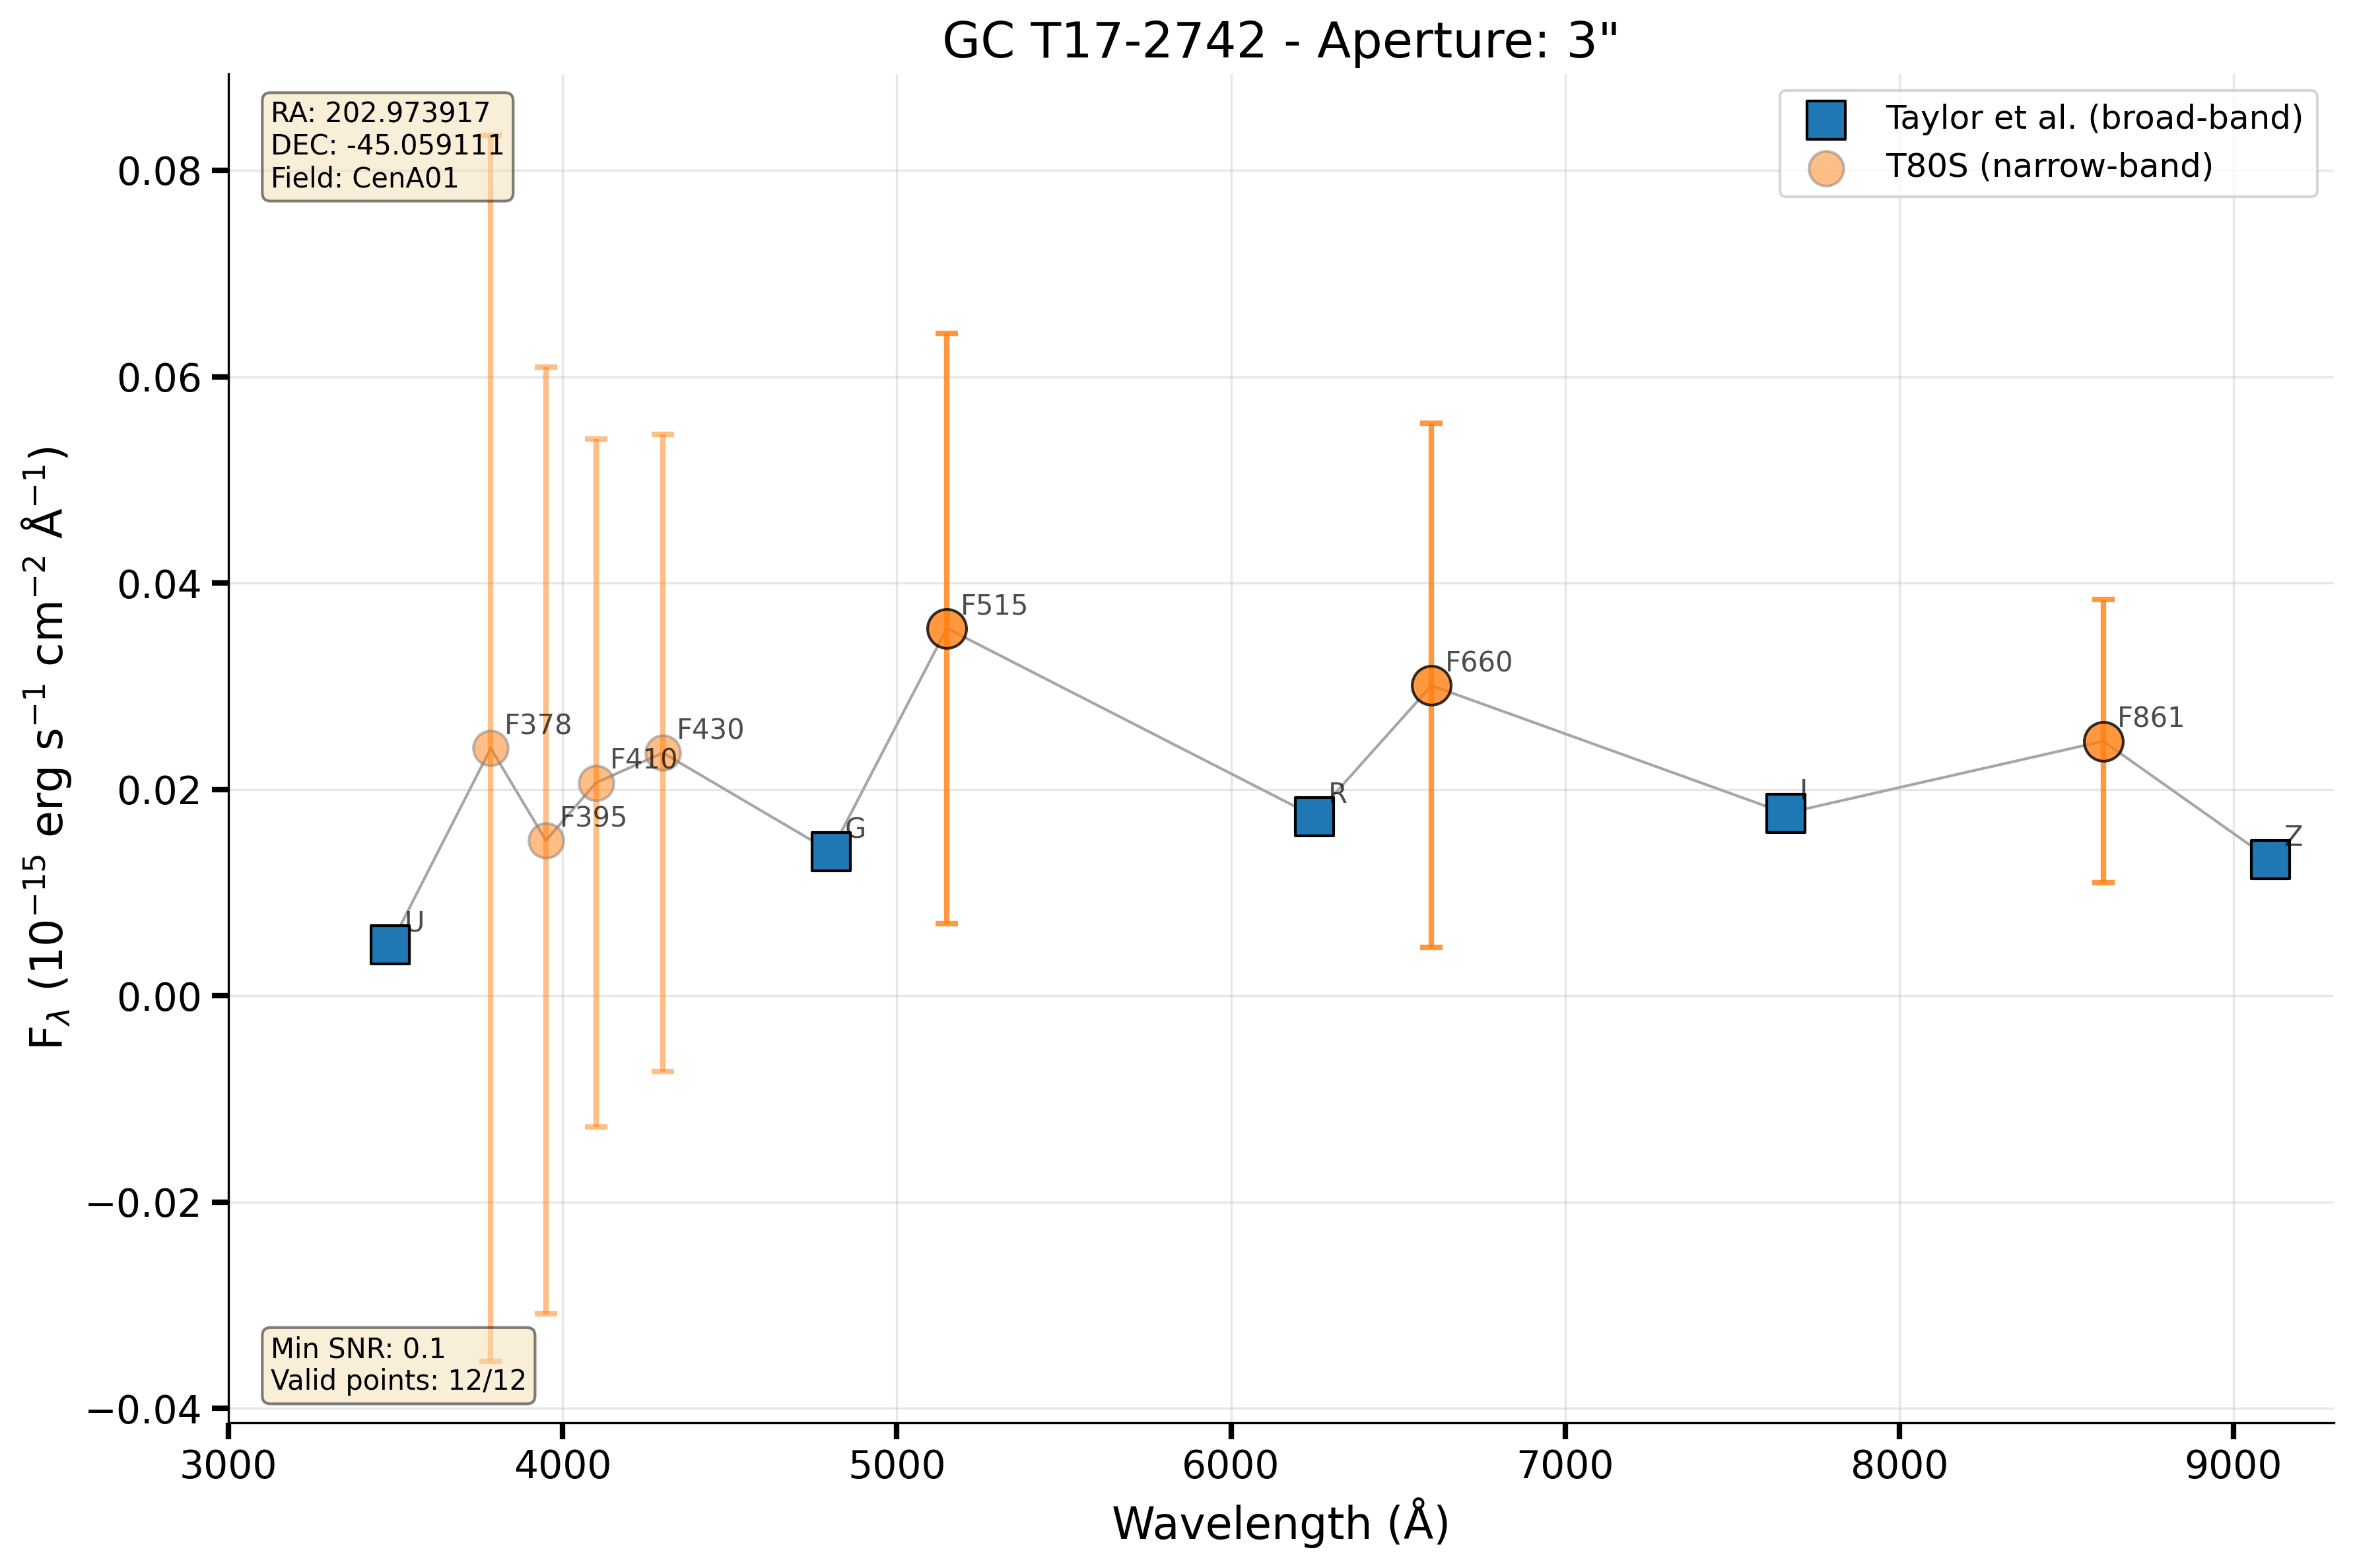 GC T17-2742 - Aperture: 3"
RA: 202.973917
DEC: -45.059111
Field: CenA01
Taylor et al. (broad-band)
T80S (narrow-band)
F_λ (10⁻¹⁵ erg s⁻¹ cm⁻² Å⁻¹)
0.08
0.06
0.04
0.02
0.00
−0.02
−0.04
U
F378
F395
F410
F430
G
F515
R
F660
I
F861
Z
Min SNR: 0.1
Valid points: 12/12
3000 4000 5000 6000 7000 8000 9000
Wavelength (Å)